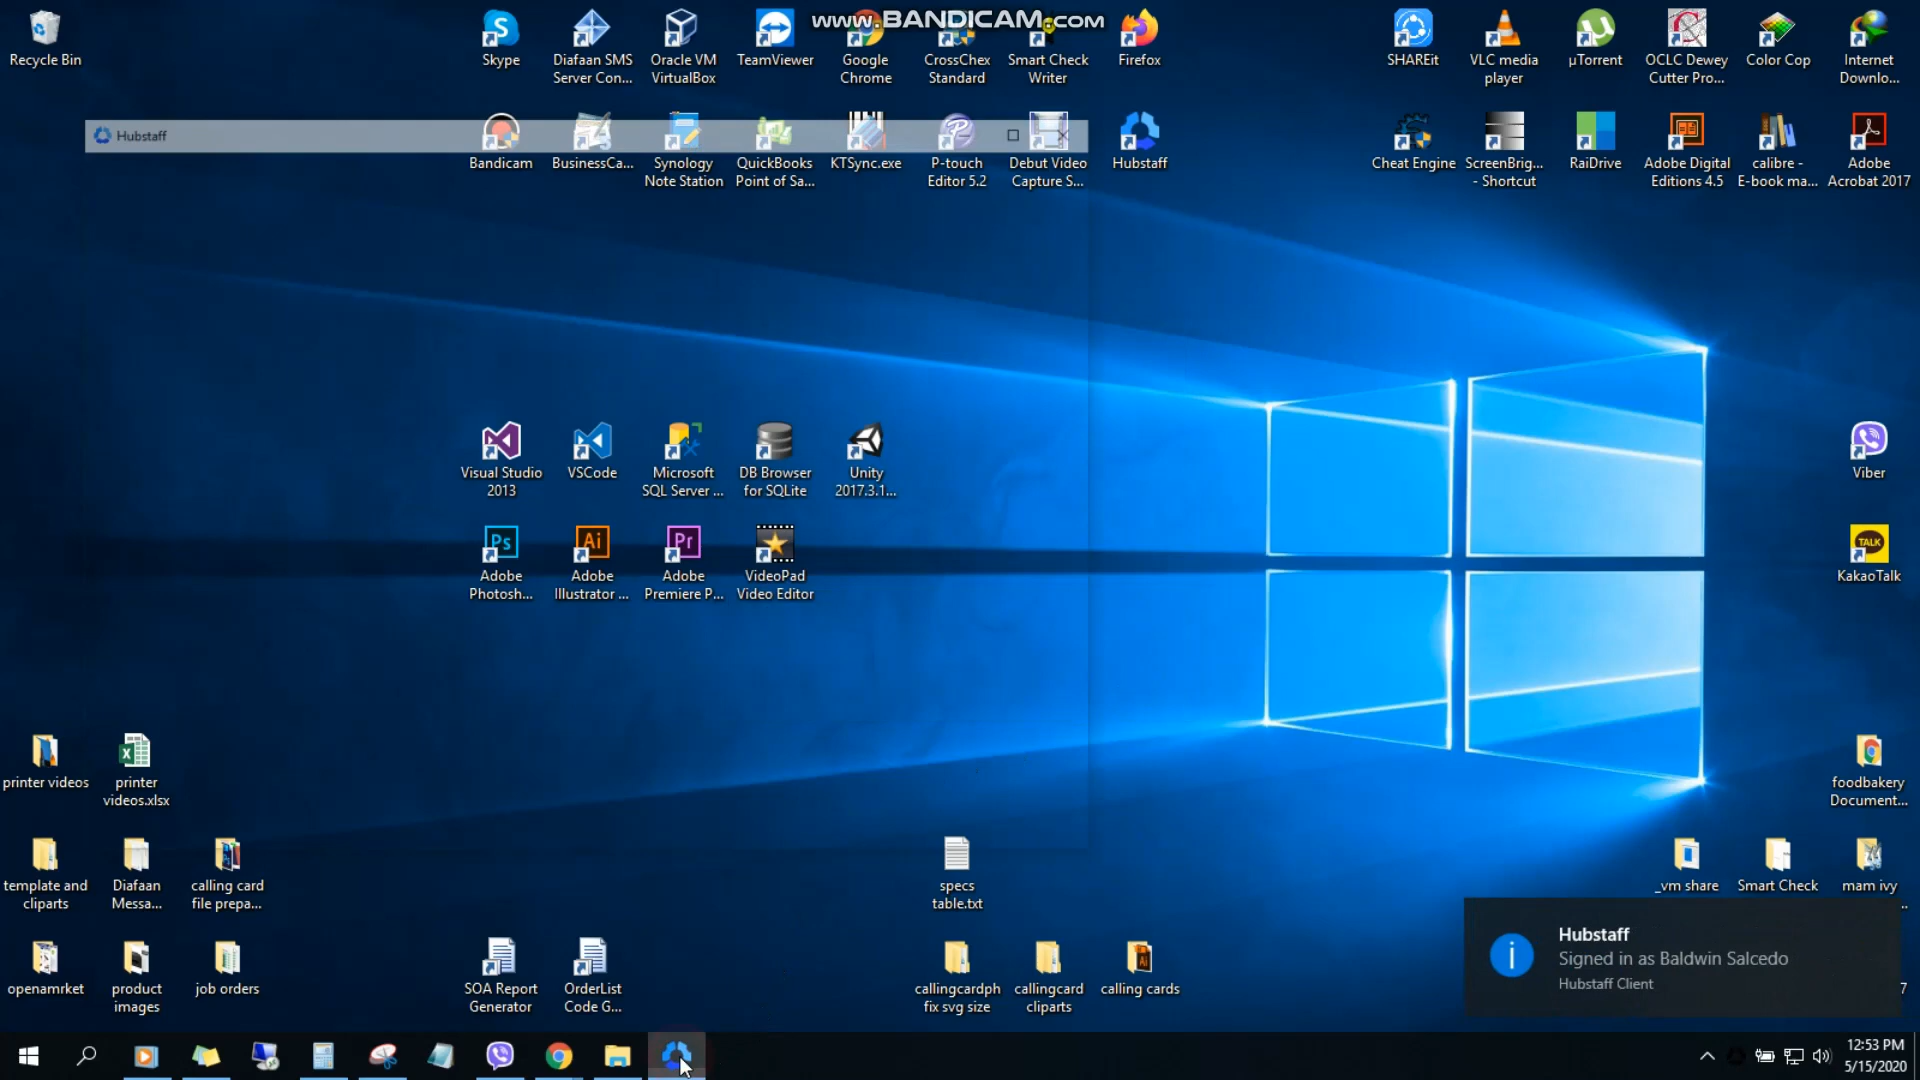 www.BANDICAM.com
Recycle Bin
Skype
Diafaan SMS
Server Con...
Oracle VM
VirtualBox
TeamViewer
Google
Chrome
CrossChex
Standard
Smart Check
Writer
Firefox
SHAREit
VLC media
player
µTorrent
OCLC Dewey
Cutter Pro...
Color Cop
Internet
Downlo...
Hubstaff
Bandicam
BusinessCa...
Synology
Note Station
QuickBooks
Point of Sa...
KTSync.exe
P-touch
Editor 5.2
Debut Video
Capture S...
Hubstaff
Cheat Engine
ScreenBrig...
- Shortcut
RaiDrive
Adobe Digital
Editions 4.5
calibre -
E-book ma...
Adobe
Acrobat 2017
Visual Studio
2013
VSCode
Microsoft
SQL Server ...
DB Browser
for SQLite
Unity
2017.3.1...
Viber
Ps
Adobe
Photosh...
Ai
Adobe
Illustrator ...
Pr
Adobe
Premiere P...
VideoPad
Video Editor
TALK
KakaoTalk
printer videos
printer
videos.xlsx
foodbakery
Document...
template and
cliparts
Diafaan
Messa...
calling card
file prepa...
specs
table.txt
_vm share
Smart Check
mam ivy
openamrket
product
images
job orders
SOA Report
Generator
OrderList
Code G...
callingcardph
fix svg size
callingcard
cliparts
calling cards
Hubstaff
Signed in as Baldwin Salcedo
Hubstaff Client
12:53 PM
5/15/2020